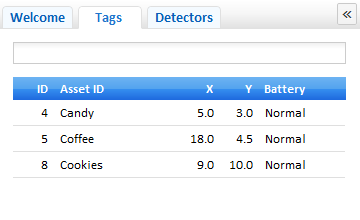 Welcome Tags Detectors «
ID Asset ID X Y Battery
4 Candy 5.0 3.0 Normal
5 Coffee 18.0 4.5 Normal
8 Cookies 9.0 10.0 Normal